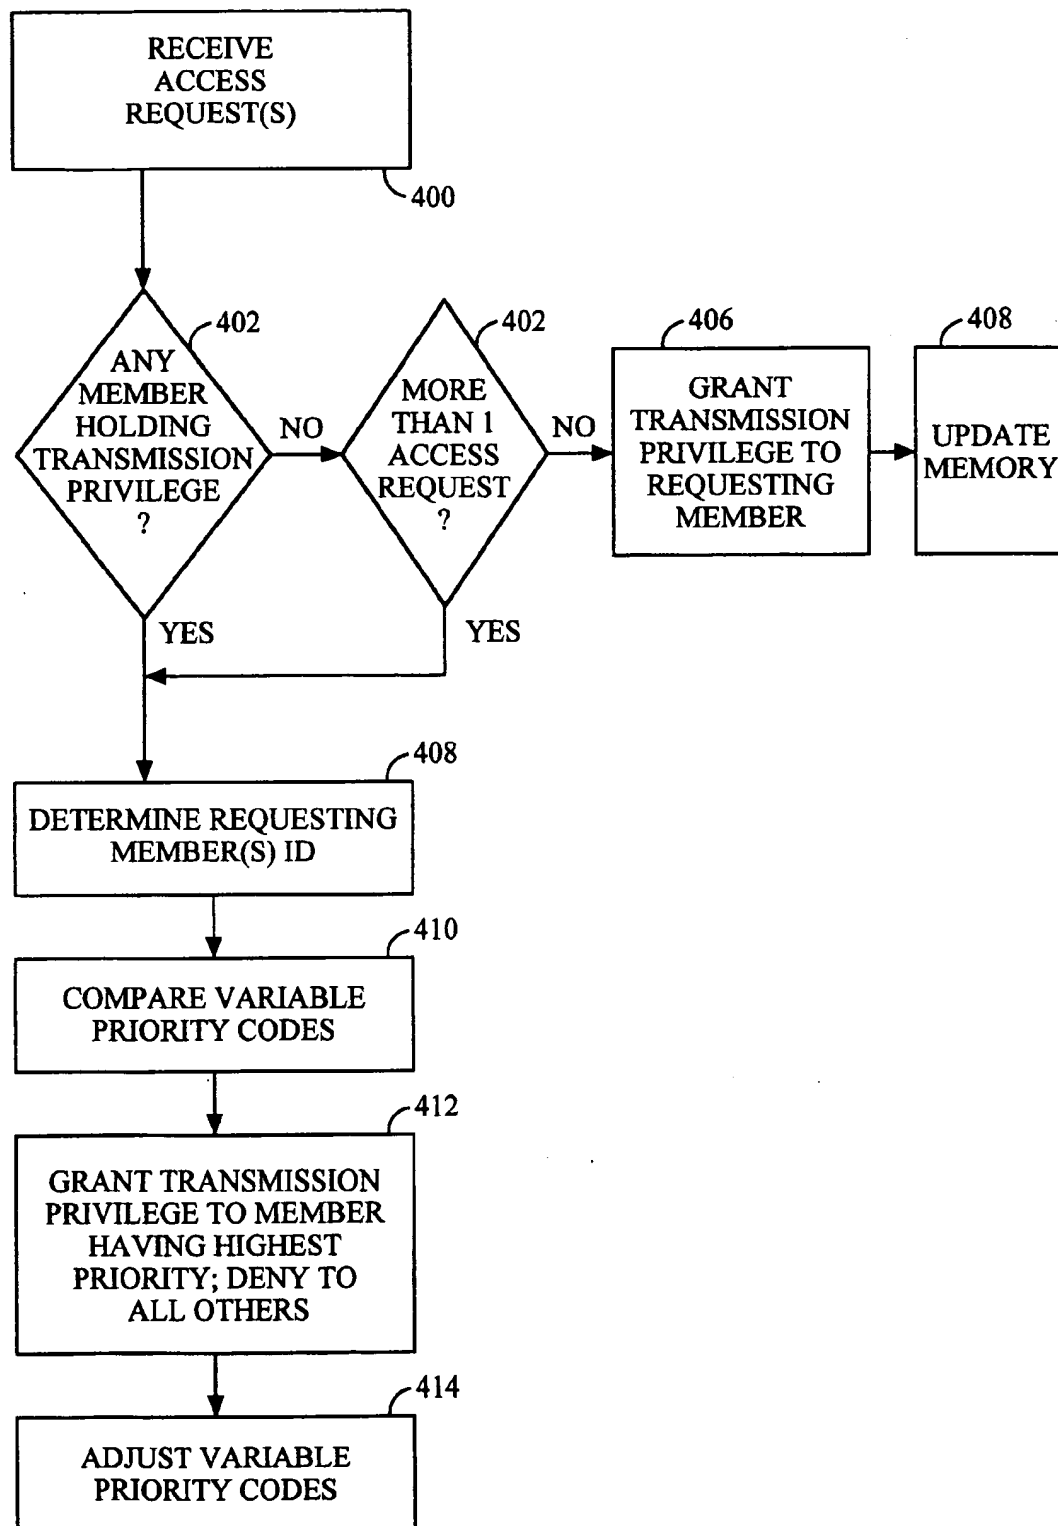 RECEIVE
ACCESS
REQUEST(S)
400
402
ANY
MEMBER
HOLDING
TRANSMISSION
PRIVILEGE
?
NO
YES
402
MORE
THAN 1
ACCESS
REQUEST
?
NO
YES
406
GRANT
TRANSMISSION
PRIVILEGE TO
REQUESTING
MEMBER
408
UPDATE
MEMORY
408
DETERMINE REQUESTING
MEMBER(S) ID
410
COMPARE VARIABLE
PRIORITY CODES
412
GRANT TRANSMISSION
PRIVILEGE TO MEMBER
HAVING HIGHEST
PRIORITY; DENY TO
ALL OTHERS
414
ADJUST VARIABLE
PRIORITY CODES